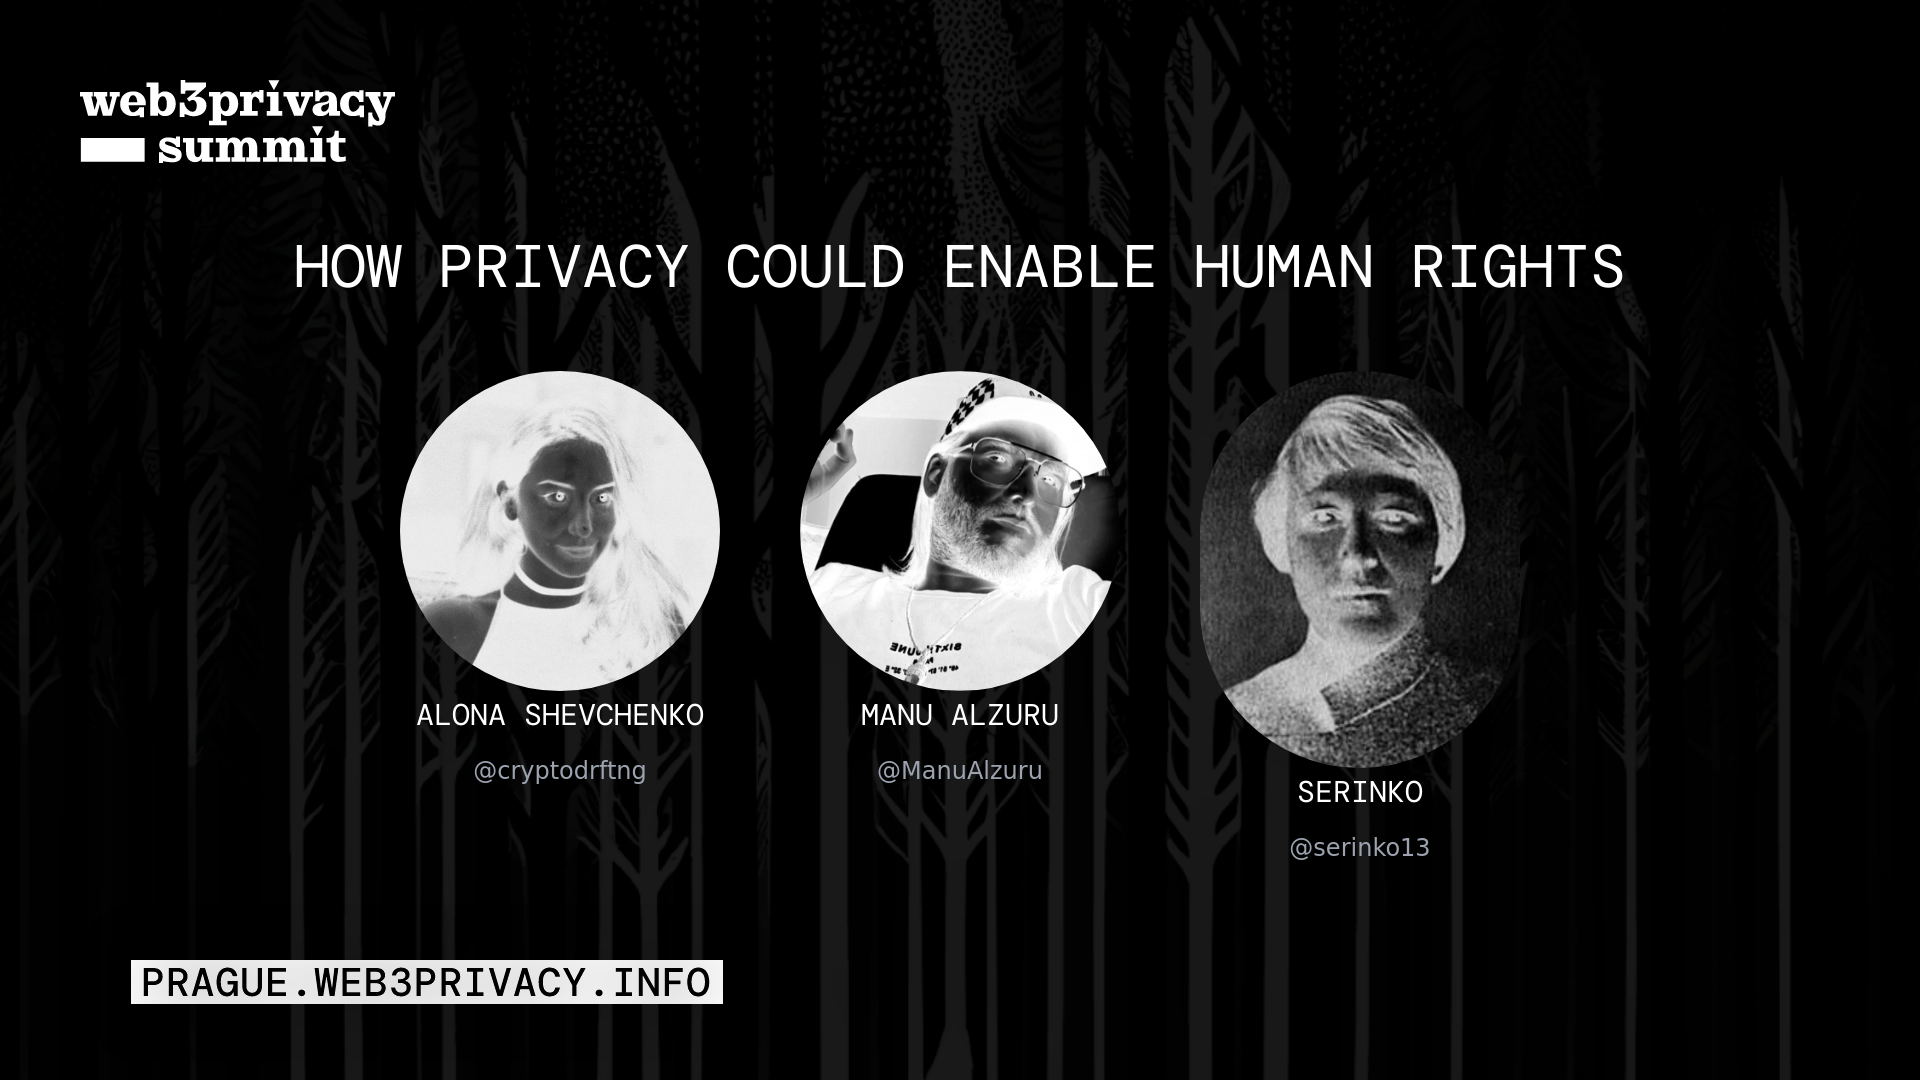 web3privacy
summit
HOW PRIVACY COULD ENABLE HUMAN RIGHTS
ALONA SHEVCHENKO
@cryptodrftng
MANU ALZURU
@ManuAlzuru
SERINKO
@serinko13
PRAGUE.WEB3PRIVACY.INFO